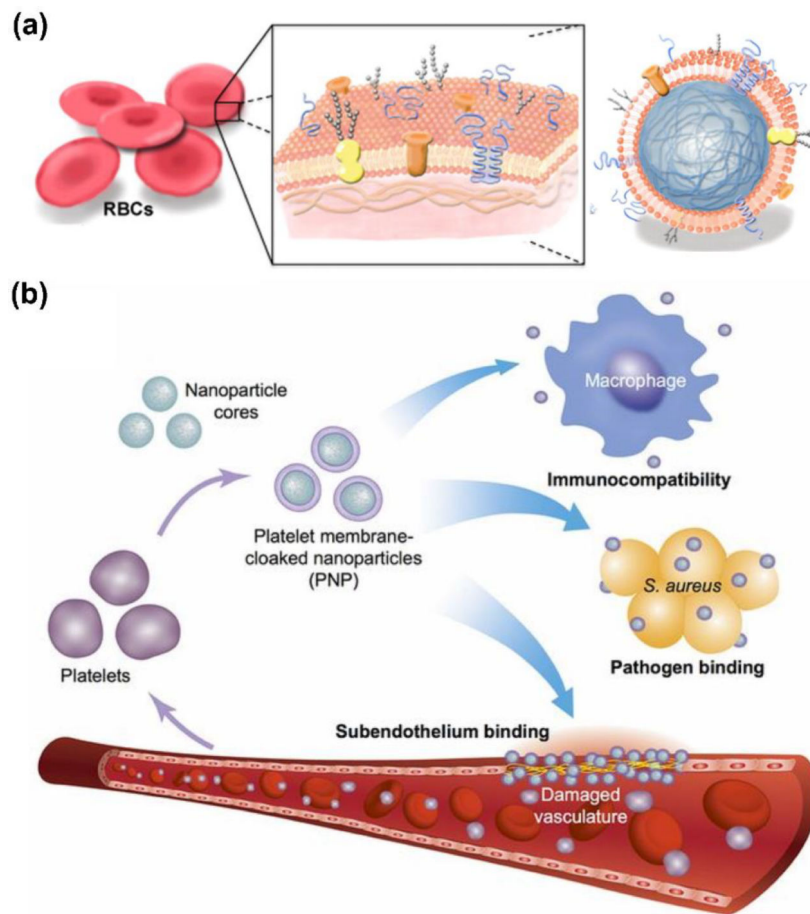 (a)
RBCs
(b)
Nanoparticle
cores
Macrophage
Immunocompatibility
Platelet membrane-
cloaked nanoparticles
(PNP)
S. aureus
Pathogen binding
Platelets
Subendothelium binding
Damaged
vasculature